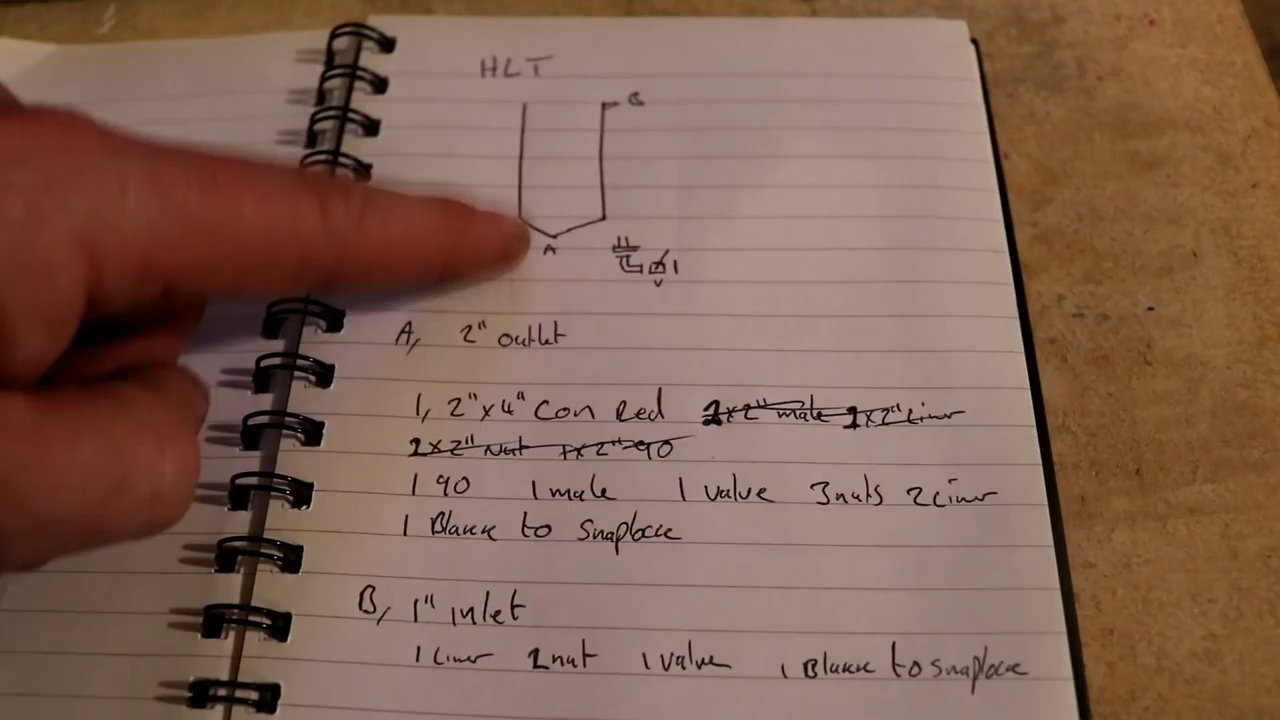 HLT
B
A
1
A, 2" outlet
1, 2"x4" Con Red 2x2" male 1x2" Liner
2x2" Nut 1x2" 90
1 90 1 male 1 valve 3 nuts 2 Liner
1 Blank to snaplock
B, 1" inlet
1 Liner 2 nut 1 valve 1 Blank to snaplock